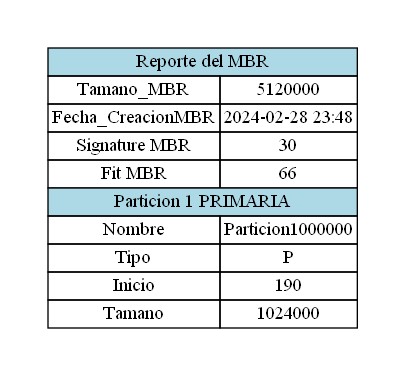 Reporte del MBR
Tamano_MBR 5120000
Fecha_CreacionMBR 2024-02-28 23:48
Signature MBR 30
Fit MBR 66
Particion 1 PRIMARIA
Nombre Particion1000000
Tipo P
Inicio 190
Tamano 1024000